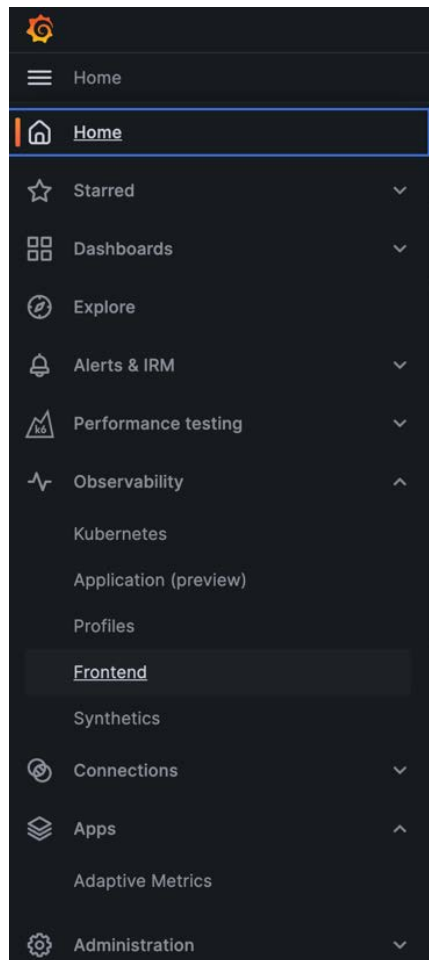 Home
Home
Starred
Dashboards
Explore
Alerts & IRM
k6
Performance testing
Observability
Kubernetes
Application (preview)
Profiles
Frontend
Synthetics
Connections
Apps
Adaptive Metrics
Administration